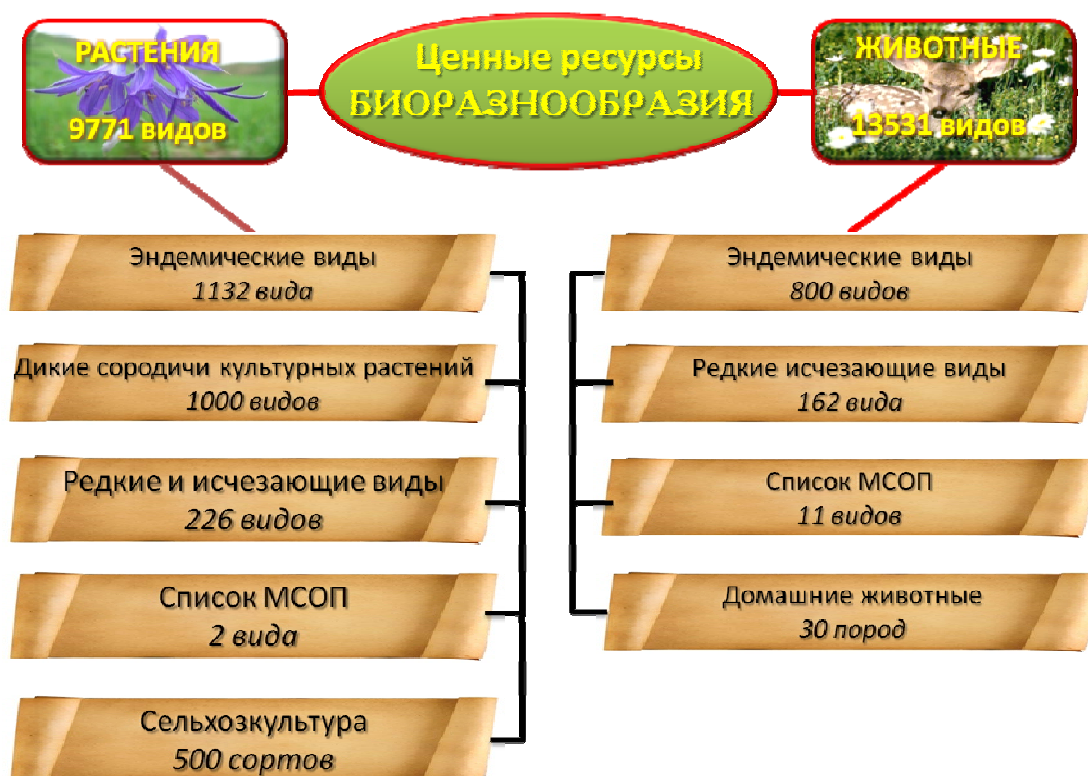 Ценные ресурсы
БИОРАЗНООБРАЗИЯ
РАСТЕНИЯ
9771 видов
ЖИВОТНЫЕ
13531 видов
Эндемические виды
1132 вида
Дикие сородичи культурных растений
1000 видов
Редкие и исчезающие виды
226 видов
Список МСОП
2 вида
Сельхозкультура
500 сортов
Эндемические виды
800 видов
Редкие исчезающие виды
162 вида
Список МСОП
11 видов
Домашние животные
30 пород